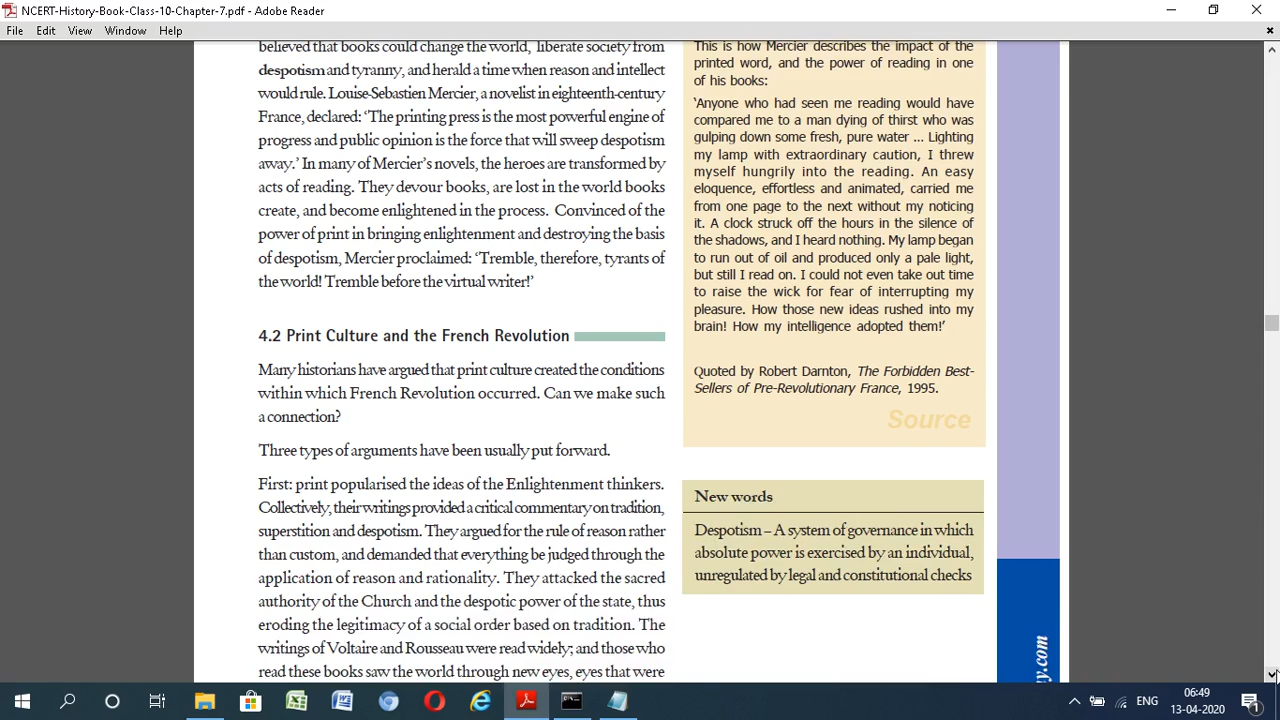 NCERT-History-Book-Class-10-Chapter-7.pdf - Adobe Reader
File Edit View Window Help
believed that books could change the world, liberate society from
despotism and tyranny, and herald a time when reason and intellect
would rule. Louise-Sebastien Mercier, a novelist in eighteenth-century
France, declared: ‘The printing press is the most powerful engine of
progress and public opinion is the force that will sweep despotism
away.’ In many of Mercier’s novels, the heroes are transformed by
acts of reading. They devour books, are lost in the world books
create, and become enlightened in the process. Convinced of the
power of print in bringing enlightenment and destroying the basis
of despotism, Mercier proclaimed: ‘Tremble, therefore, tyrants of
the world! Tremble before the virtual writer!’
4.2 Print Culture and the French Revolution
Many historians have argued that print culture created the conditions
within which French Revolution occurred. Can we make such
a connection?
Three types of arguments have been usually put forward.
First: print popularised the ideas of the Enlightenment thinkers.
Collectively, their writings provided a critical commentary on tradition,
superstition and despotism. They argued for the rule of reason rather
than custom, and demanded that everything be judged through the
application of reason and rationality. They attacked the sacred
authority of the Church and the despotic power of the state, thus
eroding the legitimacy of a social order based on tradition. The
writings of Voltaire and Rousseau were read widely; and those who
read these books saw the world through new eyes, eyes that were
This is how Mercier describes the impact of the
printed word, and the power of reading in one
of his books:
‘Anyone who had seen me reading would have
compared me to a man dying of thirst who was
gulping down some fresh, pure water ... Lighting
my lamp with extraordinary caution, I threw
myself hungrily into the reading. An easy
eloquence, effortless and animated, carried me
from one page to the next without my noticing
it. A clock struck off the hours in the silence of
the shadows, and I heard nothing. My lamp began
to run out of oil and produced only a pale light,
but still I read on. I could not even take out time
to raise the wick for fear of interrupting my
pleasure. How those new ideas rushed into my
brain! How my intelligence adopted them!’
Quoted by Robert Darnton, The Forbidden Best-
Sellers of Pre-Revolutionary France, 1995.
Source
New words
Despotism – A system of governance in which
absolute power is exercised by an individual,
unregulated by legal and constitutional checks
y.com
ENG
06:49
13-04-2020
1